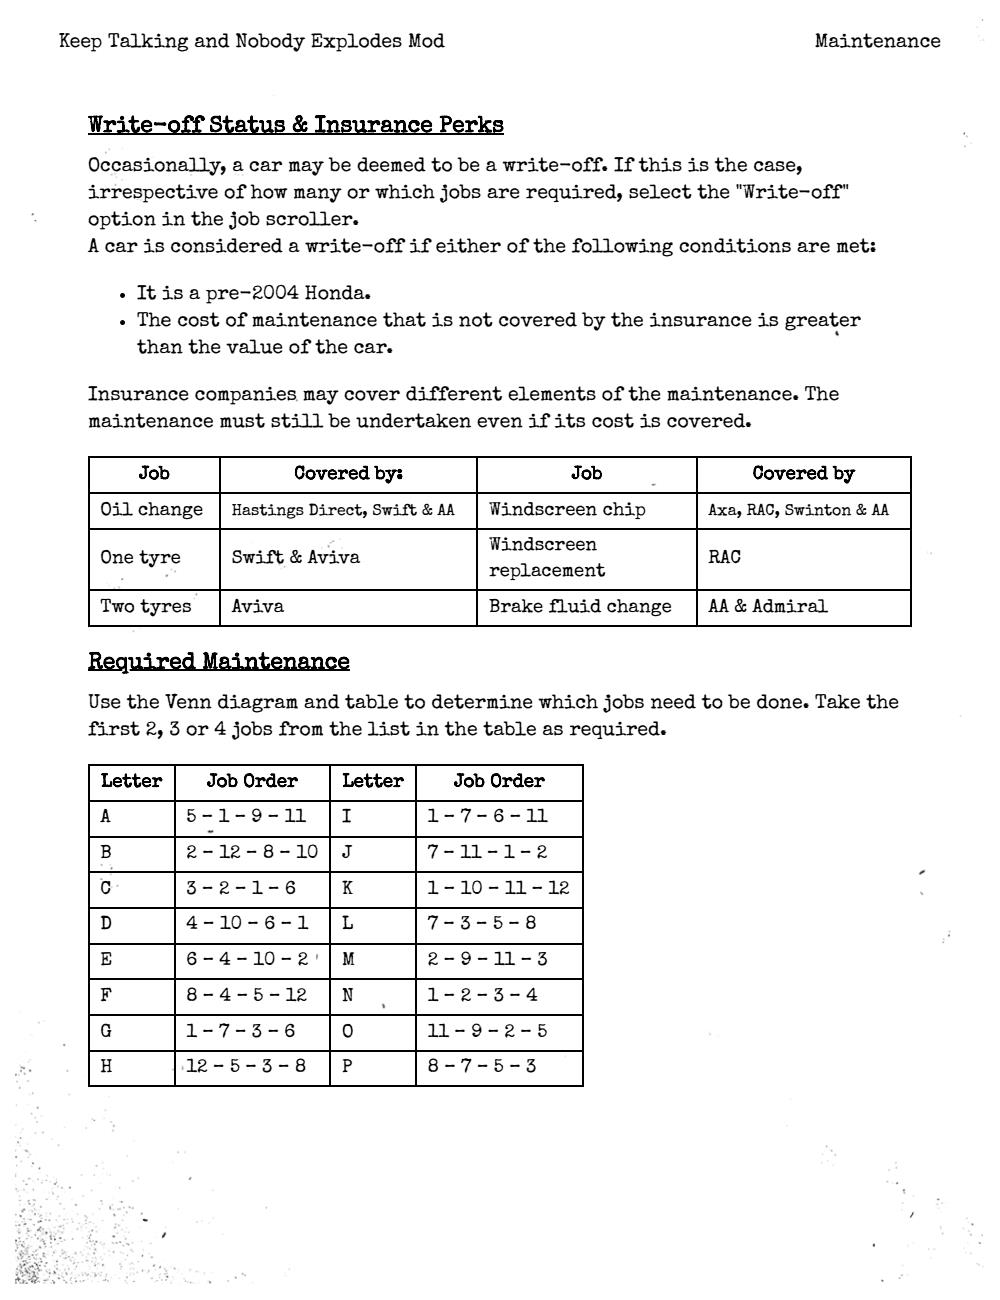 Keep Talking and Nobody Explodes Mod Maintenance
Write-off Status & Insurance Perks
Occasionally, a car may be deemed to be a write-off. If this is the case,
irrespective of how many or which jobs are required, select the "Write-off"
option in the job scroller.
A car is considered a write-off if either of the following conditions are met:
• It is a pre-2004 Honda.
• The cost of maintenance that is not covered by the insurance is greater
than the value of the car.
Insurance companies may cover different elements of the maintenance. The
maintenance must still be undertaken even if its cost is covered.
Job Covered by: Job Covered by
Oil change Hastings Direct, Swift & AA Windscreen chip Axa, RAC, Swinton & AA
One tyre Swift & Aviva Windscreen
replacement RAC
Two tyres Aviva Brake fluid change AA & Admiral
Required Maintenance
Use the Venn diagram and table to determine which jobs need to be done. Take the
first 2, 3 or 4 jobs from the list in the table as required.
Letter Job Order Letter Job Order
A 5 – 1 – 9 – 11 I 1 – 7 – 6 – 11
B 2 – 12 – 8 – 10 J 7 – 11 – 1 – 2
C 3 – 2 – 1 – 6 K 1 – 10 – 11 – 12
D 4 – 10 – 6 – 1 L 7 – 3 – 5 – 8
E 6 – 4 – 10 – 2 M 2 – 9 – 11 – 3
F 8 – 4 – 5 – 12 N 1 – 2 – 3 – 4
G 1 – 7 – 3 – 6 O 11 – 9 – 2 – 5
H 12 – 5 – 3 – 8 P 8 – 7 – 5 – 3